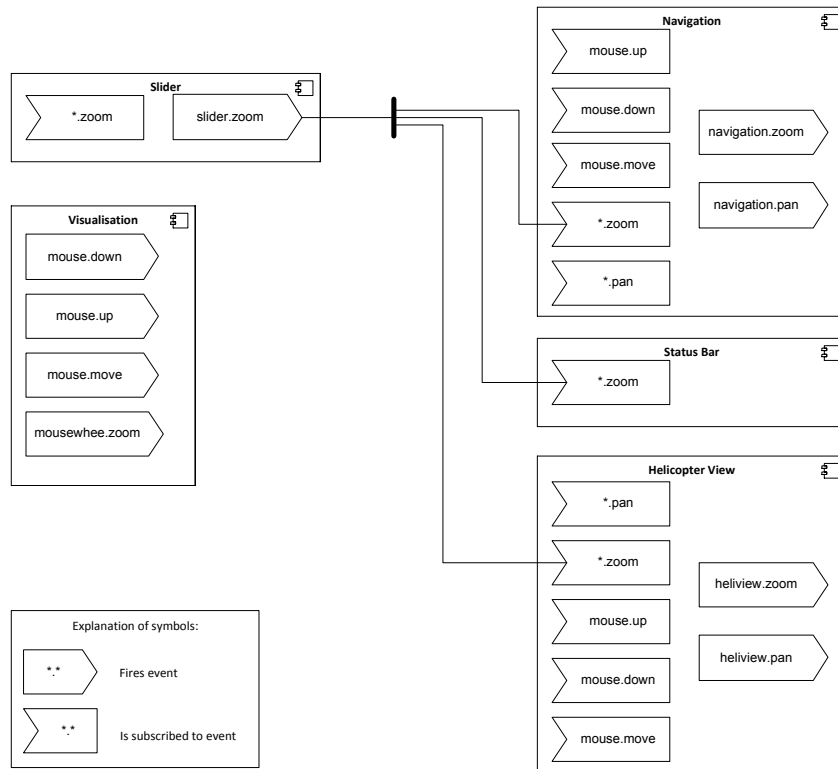 Slider
*.zoom
slider.zoom
Visualisation
mouse.down
mouse.up
mouse.move
mousewhee.zoom
Navigation
mouse.up
mouse.down
mouse.move
*.zoom
*.pan
navigation.zoom
navigation.pan
Status Bar
*.zoom
Helicopter View
*.pan
*.zoom
mouse.up
mouse.down
mouse.move
heliview.zoom
heliview.pan
Explanation of symbols:
*.*
Fires event
*.*
Is subscribed to event